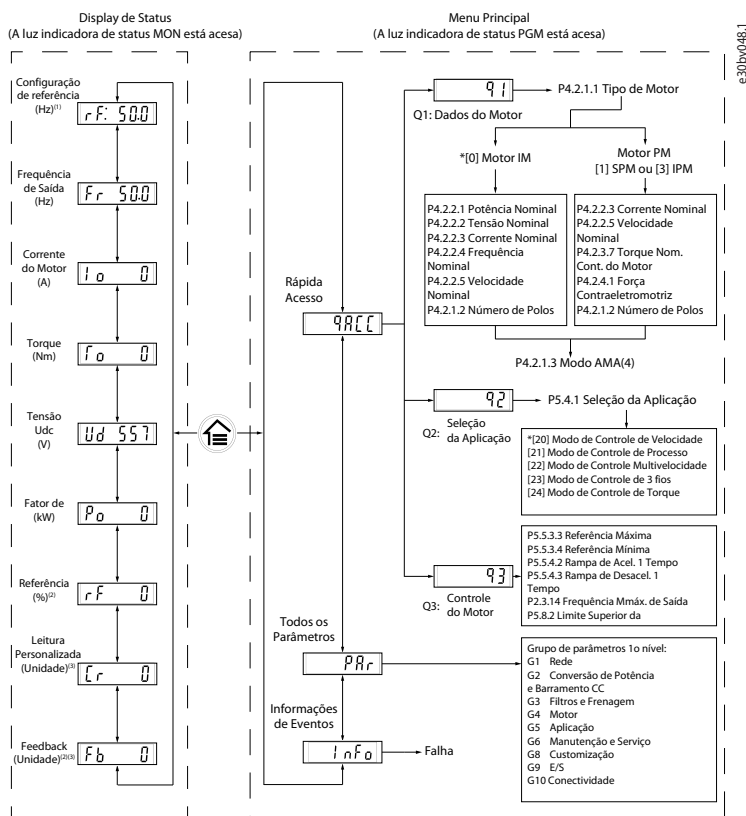 Display de Status
(A luz indicadora de status MON está acesa)
Configuração
de referência
(Hz)(1)
rF: 50.0
Frequência
de Saída
(Hz)
Fr 50.0
Corrente
do Motor
(A)
Io 0
Torque
(Nm)
To 0
Tensão
Udc
(V)
Ud 557
Fator de
(kW)
Po 0
Referência
(%)(2)
rF 0
Leitura
Personalizada
(Unidade)(3)
Cr 0
Feedback
(Unidade)(2)(3)
Fb 0
Menu Principal
(A luz indicadora de status PGM está acesa)
Rápida
Acesso
qACC
q1
Q1: Dados do Motor
P4.2.1.1 Tipo de Motor
*[0] Motor IM
Motor PM
[1] SPM ou [3] IPM
P4.2.2.1 Potência Nominal
P4.2.2.2 Tensão Nominal
P4.2.2.3 Corrente Nominal
P4.2.2.4 Frequência
Nominal
P4.2.2.5 Velocidade
Nominal
P4.2.1.2 Número de Polos
P4.2.2.3 Corrente Nominal
P4.2.2.5 Velocidade
Nominal
P4.2.3.7 Torque Nom.
Cont. do Motor
P4.2.4.1 Força
Contraeletromotriz
P4.2.1.2 Número de Polos
P4.2.1.3 Modo AMA(4)
q2
Q2: Seleção
da Aplicação
P5.4.1 Seleção da Aplicação
*[20] Modo de Controle de Velocidade
[21] Modo de Controle de Processo
[22] Modo de Controle Multivelocidade
[23] Modo de Controle de 3 fios
[24] Modo de Controle de Torque
q3
Q3: Controle
do Motor
P5.5.3.3 Referência Máxima
P5.5.3.4 Referência Mínima
P5.5.4.2 Rampa de Acel. 1 Tempo
P5.5.4.3 Rampa de Desacel. 1
Tempo
P2.3.14 Frequência Mmáx. de Saída
P5.8.2 Limite Superior da
Todos os
Parâmetros
PAr
Grupo de parâmetros 1o nível:
G1 Rede
G2 Conversão de Potência
e Barramento CC
G3 Filtros e Frenagem
G4 Motor
G5 Aplicação
G6 Manutenção e Serviço
G8 Customização
G9 E/S
G10 Conectividade
Informações
de Eventos
InFo
Falha
e30bv048.1